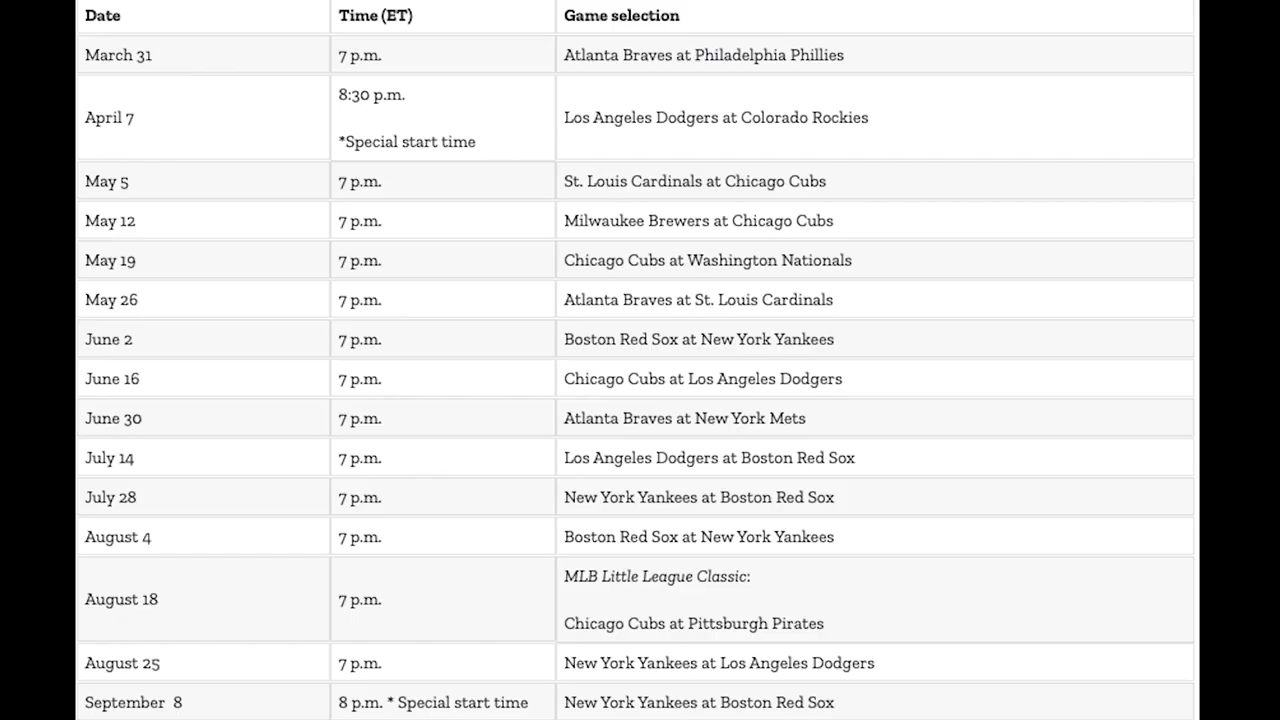 Date Time (ET) Game selection
March 31 7 p.m. Atlanta Braves at Philadelphia Phillies
April 7 8:30 p.m. Los Angeles Dodgers at Colorado Rockies
*Special start time
May 5 7 p.m. St. Louis Cardinals at Chicago Cubs
May 12 7 p.m. Milwaukee Brewers at Chicago Cubs
May 19 7 p.m. Chicago Cubs at Washington Nationals
May 26 7 p.m. Atlanta Braves at St. Louis Cardinals
June 2 7 p.m. Boston Red Sox at New York Yankees
June 16 7 p.m. Chicago Cubs at Los Angeles Dodgers
June 30 7 p.m. Atlanta Braves at New York Mets
July 14 7 p.m. Los Angeles Dodgers at Boston Red Sox
July 28 7 p.m. New York Yankees at Boston Red Sox
August 4 7 p.m. Boston Red Sox at New York Yankees
August 18 7 p.m. MLB Little League Classic:
Chicago Cubs at Pittsburgh Pirates
August 25 7 p.m. New York Yankees at Los Angeles Dodgers
September 8 8 p.m. * Special start time New York Yankees at Boston Red Sox